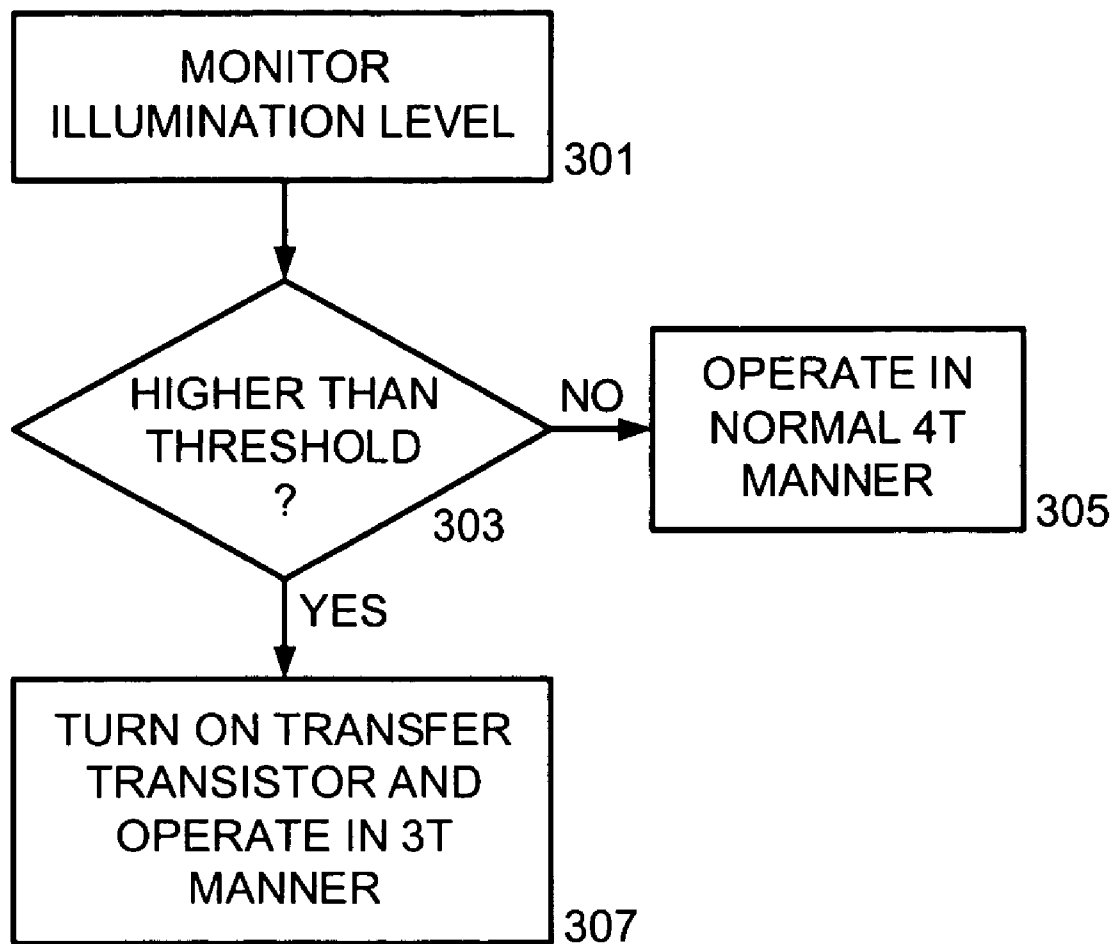 MONITOR
ILLUMINATION LEVEL
301
HIGHER THAN
THRESHOLD
?
303
NO
OPERATE IN
NORMAL 4T
MANNER
305
YES
TURN ON TRANSFER
TRANSISTOR AND
OPERATE IN 3T
MANNER
307